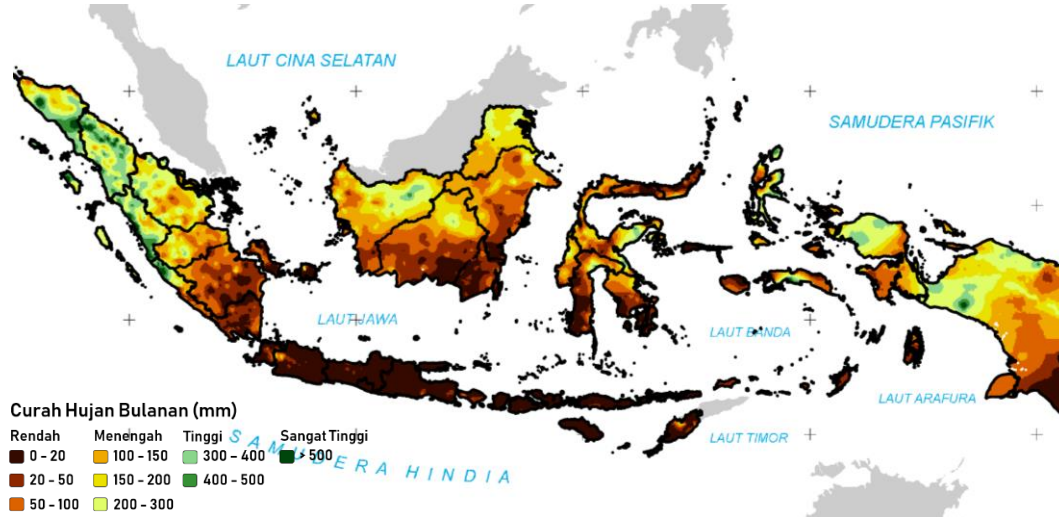 LAUT CINA SELATAN
SAMUDERA PASIFIK
LAUT JAWA
LAUT BANDA
LAUT ARAFURA
LAUT TIMOR
SAMUDERA HINDIA
Curah Hujan Bulanan (mm)
Rendah Menengah Tinggi Sangat Tinggi
0 – 20 100 – 150 300 – 400 > 500
20 – 50 150 – 200 400 – 500
50 – 100 200 – 300